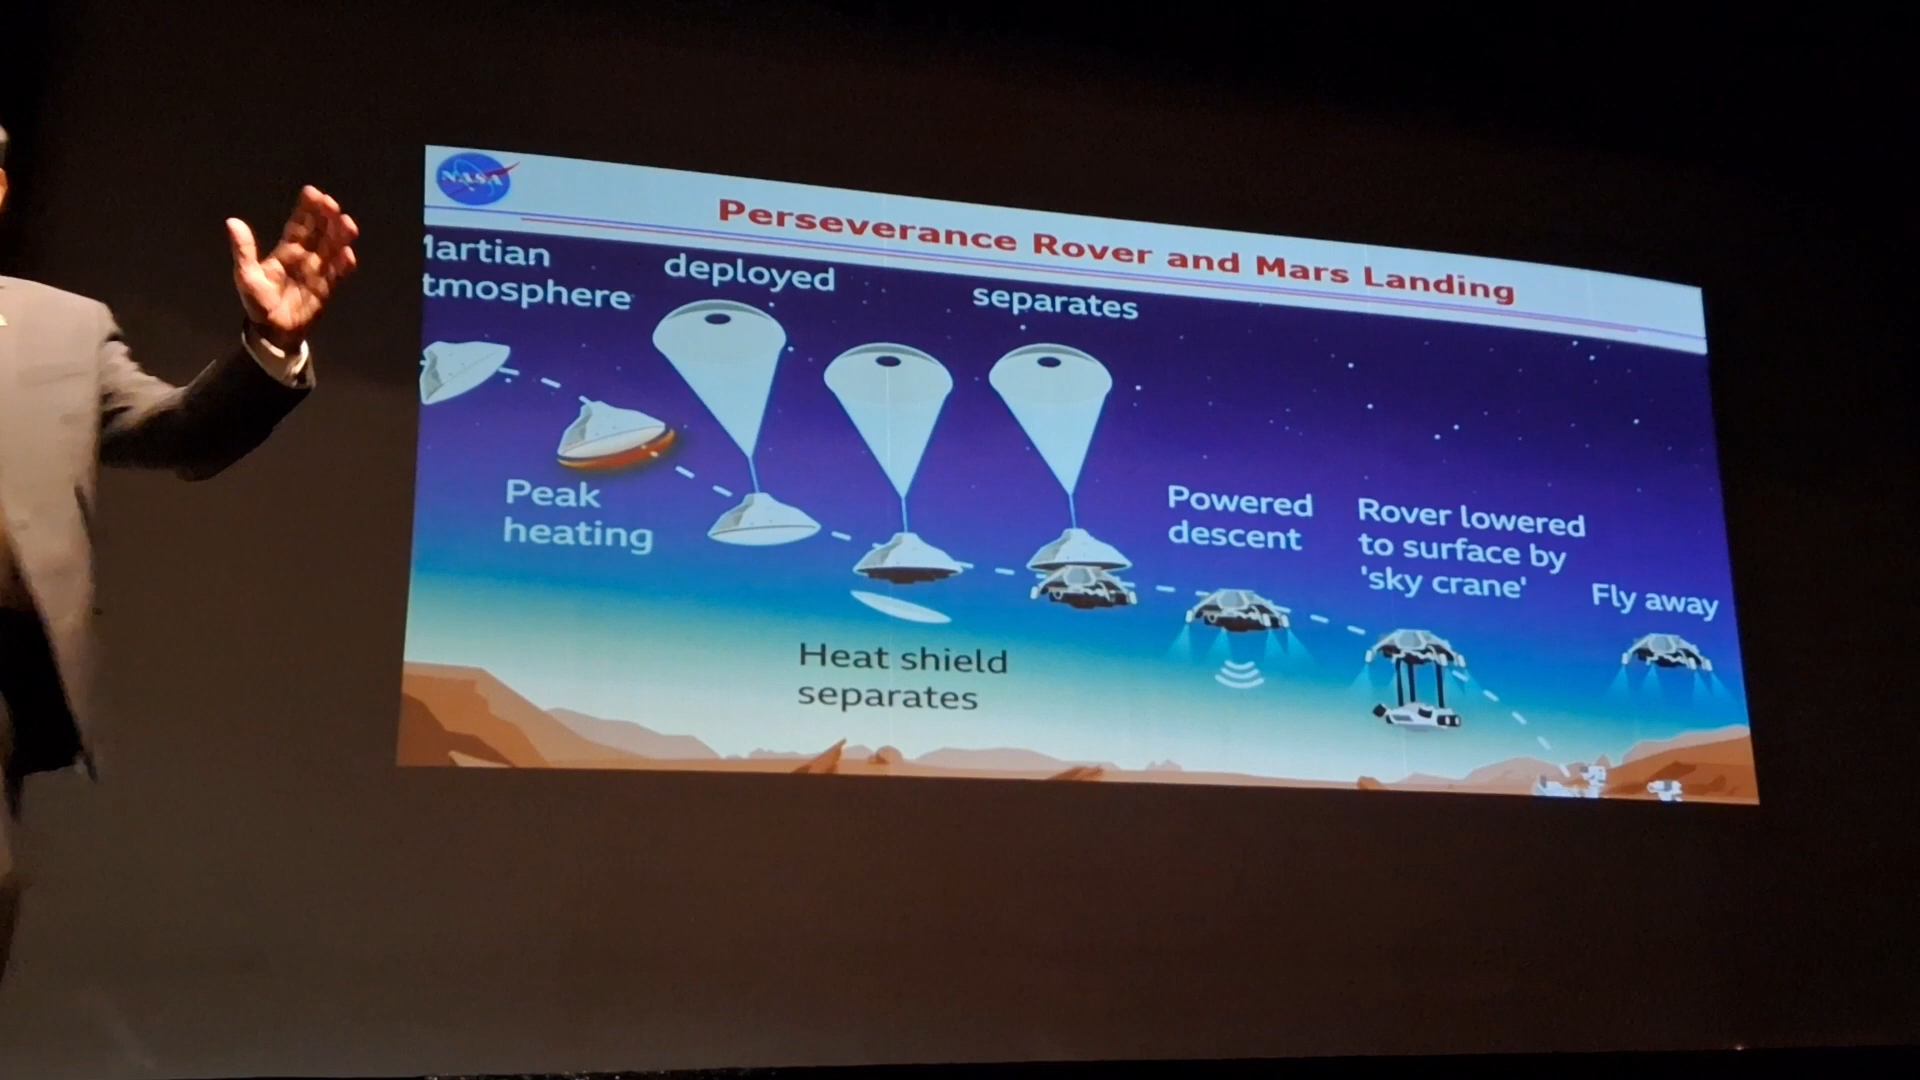 NASA
Perseverance Rover and Mars Landing
artian
tmosphere
deployed
separates
Peak
heating
Heat shield
separates
Powered
descent
Rover lowered
to surface by
'sky crane'
Fly away